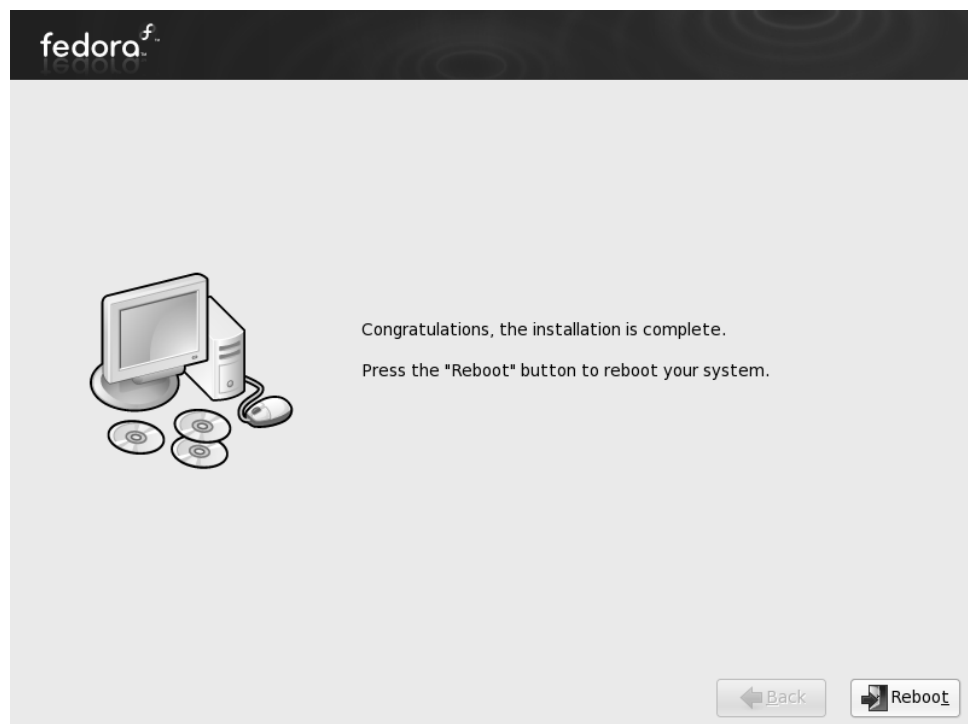 fedora
Congratulations, the installation is complete.
Press the "Reboot" button to reboot your system.
Back
Reboot